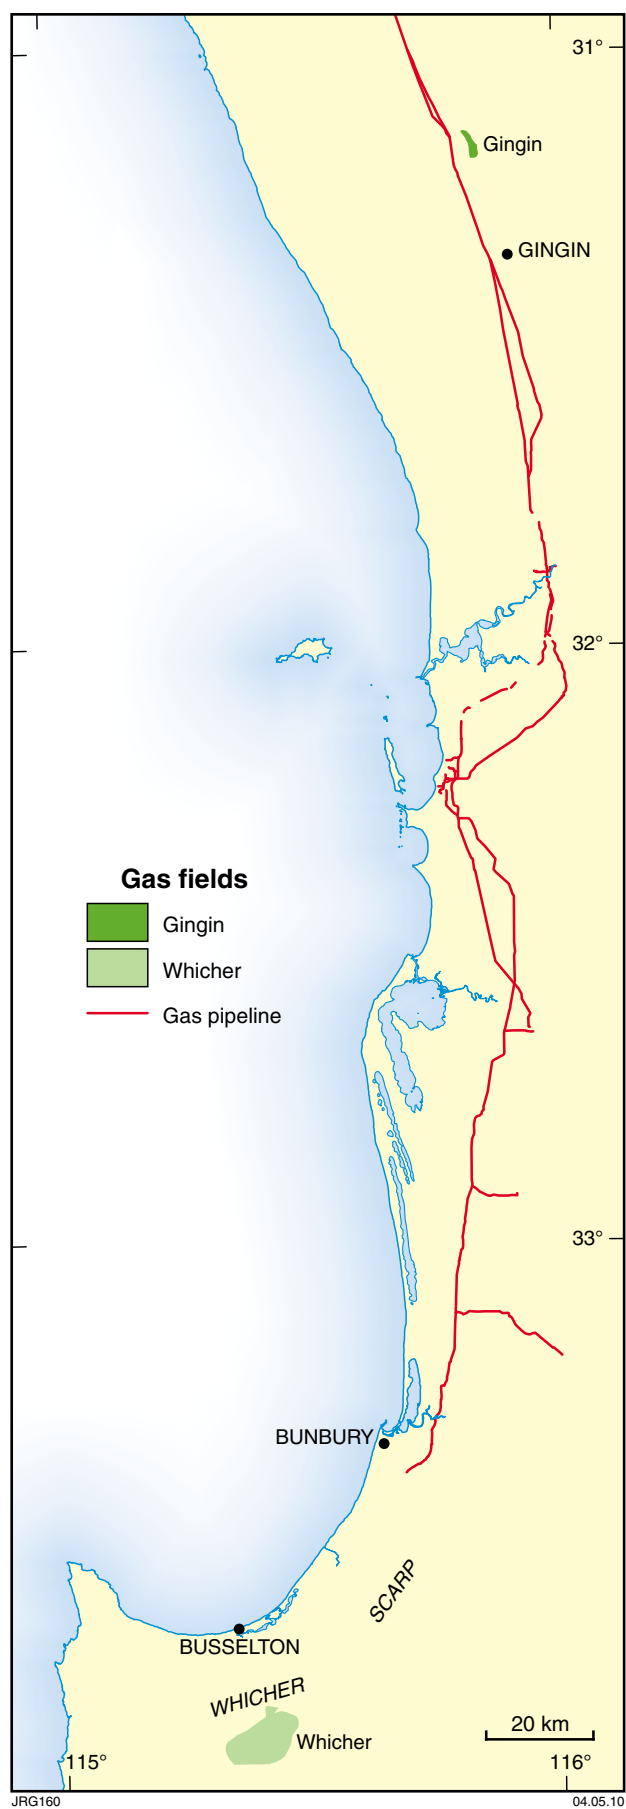 31°
Gingin
GINGIN
32°
Gas fields
Gingin
Whicher
Gas pipeline
33°
BUNBURY
SCARP
BUSSELTON
WHICHER
Whicher
20 km
115°
116°
JRG160
04.05.10